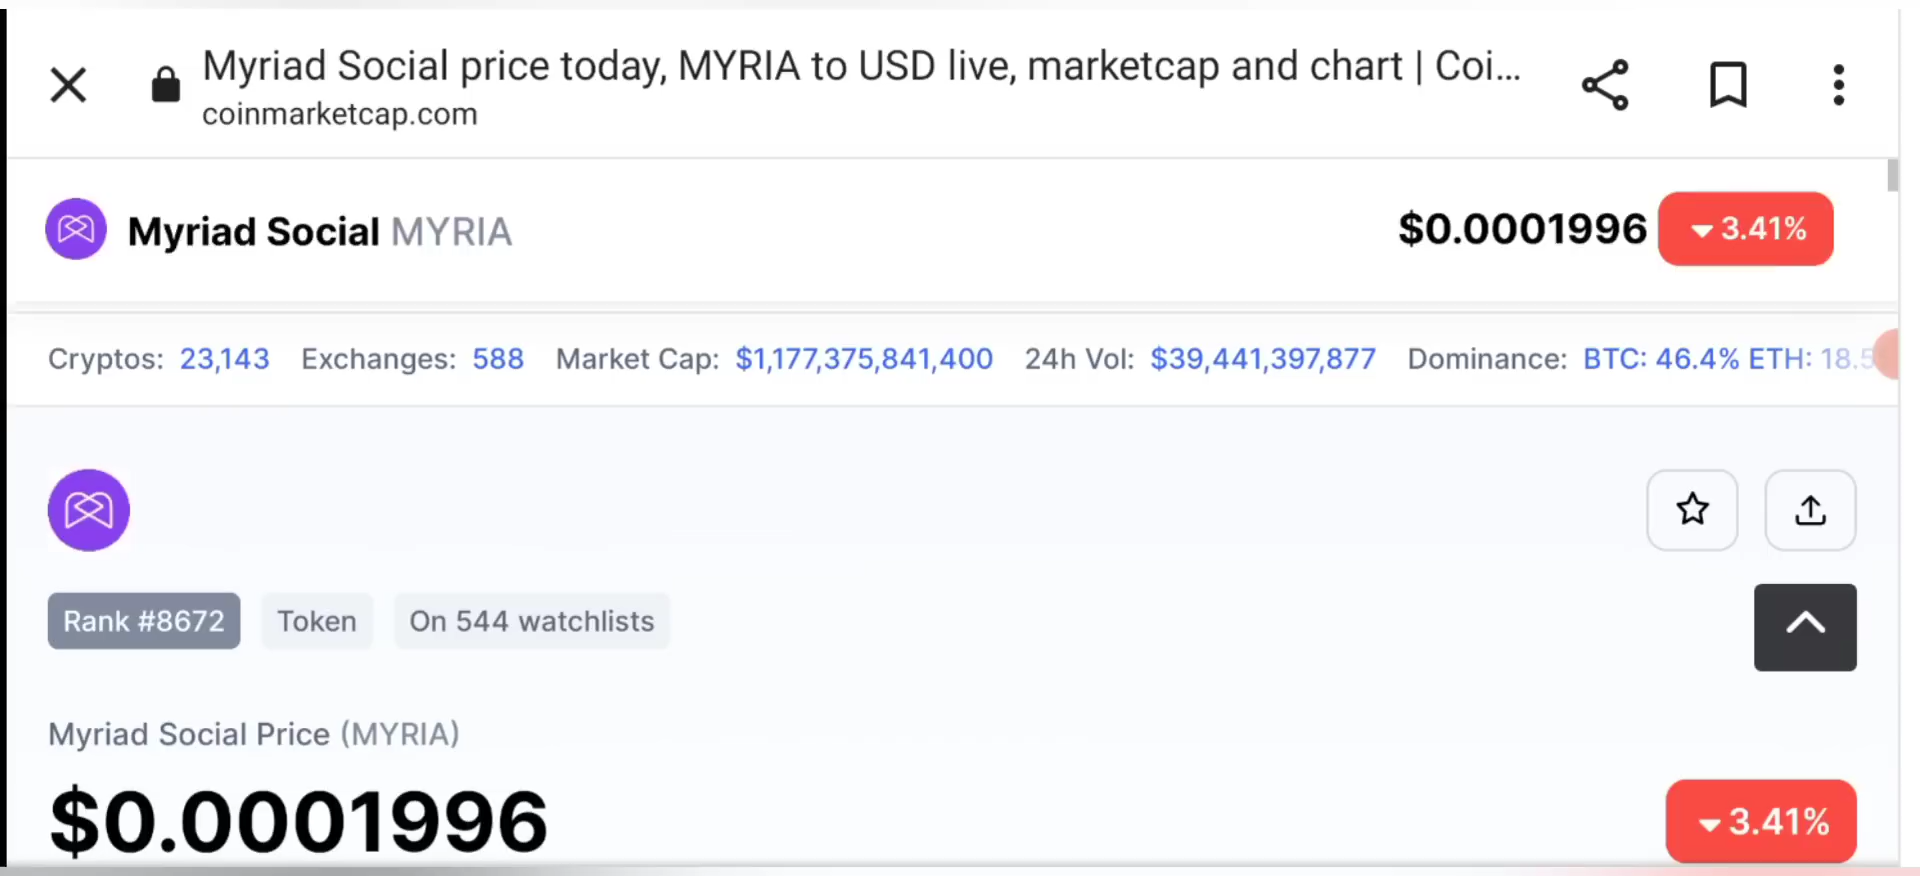 Myriad Social price today, MYRIA to USD live, marketcap and chart | Coi...
coinmarketcap.com
Myriad Social MYRIA $0.0001996 3.41%
Cryptos: 23,143 Exchanges: 588 Market Cap: $1,177,375,841,400 24h Vol: $39,441,397,877 Dominance: BTC: 46.4% ETH: 18.5
Rank #8672 Token On 544 watchlists
Myriad Social Price (MYRIA)
$0.0001996 3.41%